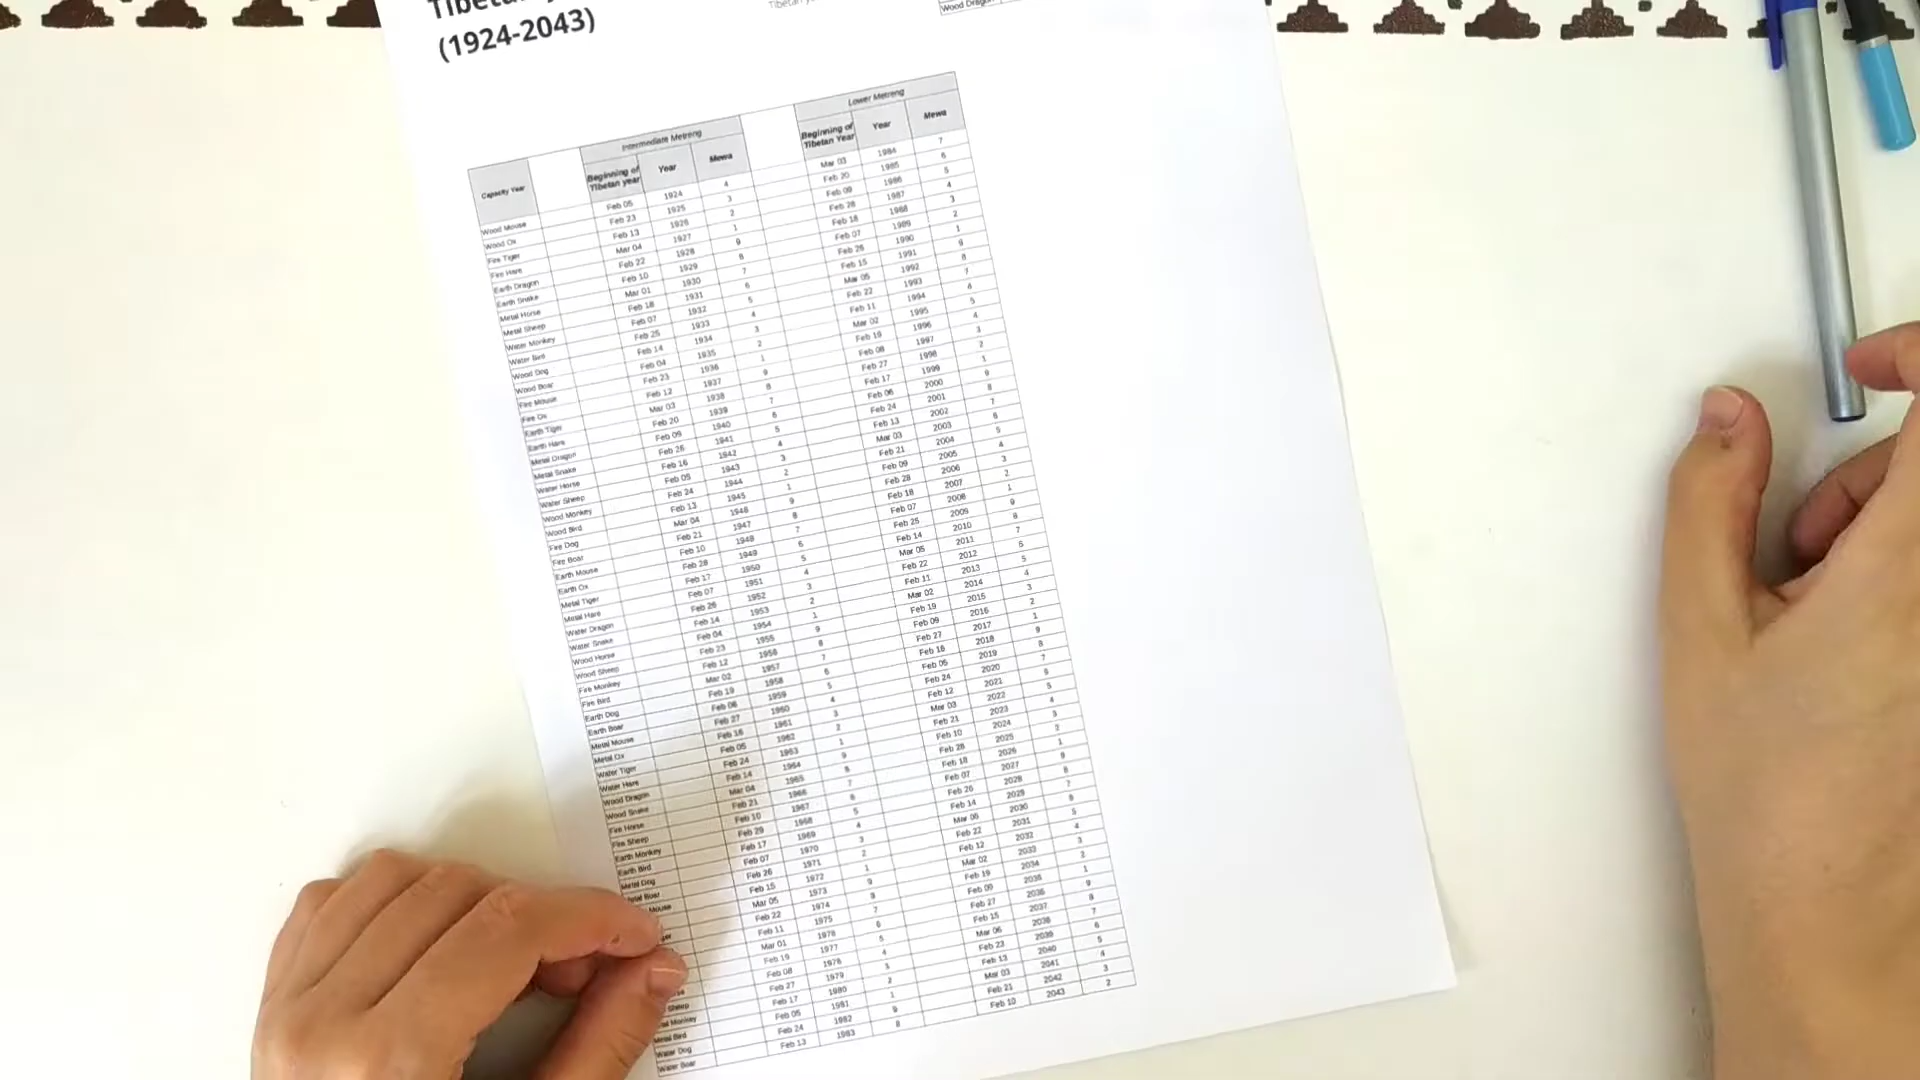 (1924-2043)
Wood Dragon
Intermediate Metreng Lower Metreng
Capacity Year Beginning of Tibetan year Year Mewa Beginning of Tibetan Year Year Mewa
Wood Mouse Feb 05 1924 4 Mar 03 1984 7
Wood Ox Feb 23 1925 3 Feb 20 1985 6
Fire Tiger Feb 13 1926 2 Feb 09 1986 5
Fire Hare Mar 04 1927 1 Feb 28 1987 4
Earth Dragon Feb 22 1928 9 Feb 18 1988 3
Earth Snake Feb 10 1929 8 Feb 07 1989 2
Metal Horse Mar 01 1930 7 Feb 26 1990 1
Metal Sheep Feb 18 1931 6 Feb 15 1991 9
Water Monkey Feb 07 1932 5 Mar 05 1992 8
Water Bird Feb 25 1933 4 Feb 22 1993 7
Wood Dog Feb 14 1934 3 Feb 11 1994 6
Wood Boar Feb 04 1935 2 Mar 02 1995 5
Fire Mouse Feb 23 1936 1 Feb 19 1996 4
Fire Ox Feb 12 1937 9 Feb 08 1997 3
Earth Tiger Mar 03 1938 8 Feb 27 1998 2
Earth Hare Feb 20 1939 7 Feb 17 1999 1
Metal Dragon Feb 09 1940 6 Feb 06 2000 9
Metal Snake Feb 26 1941 5 Feb 24 2001 8
Water Horse Feb 16 1942 4 Feb 13 2002 7
Water Sheep Feb 05 1943 3 Mar 03 2003 6
Wood Monkey Feb 24 1944 2 Feb 21 2004 5
Wood Bird Feb 13 1945 1 Feb 09 2005 4
Fire Dog Mar 04 1946 9 Feb 28 2006 3
Fire Boar Feb 21 1947 8 Feb 18 2007 2
Earth Mouse Feb 10 1948 7 Feb 07 2008 1
Earth Ox Feb 28 1949 6 Feb 25 2009 9
Metal Tiger Feb 17 1950 5 Feb 14 2010 8
Metal Hare Feb 07 1951 4 Mar 05 2011 7
Water Dragon Feb 26 1952 3 Feb 22 2012 6
Water Snake Feb 14 1953 2 Feb 11 2013 5
Wood Horse Feb 04 1954 1 Mar 02 2014 4
Wood Sheep Feb 23 1955 9 Feb 19 2015 3
Fire Monkey Feb 12 1956 8 Feb 09 2016 2
Fire Bird Mar 02 1957 7 Feb 27 2017 1
Earth Dog Feb 19 1958 6 Feb 16 2018 9
Earth Boar Feb 08 1959 5 Feb 05 2019 8
Metal Mouse Feb 27 1960 4 Feb 24 2020 7
Metal Ox Feb 16 1961 3 Feb 12 2021 6
Water Tiger Feb 05 1962 2 Mar 03 2022 5
Water Hare Feb 24 1963 1 Feb 21 2023 4
Wood Dragon Feb 14 1964 9 Feb 10 2024 3
Wood Snake Mar 04 1965 8 Feb 28 2025 2
Fire Horse Feb 21 1966 7 Feb 18 2026 1
Fire Sheep Feb 10 1967 6 Feb 07 2027 9
Earth Monkey Feb 29 1968 5 Feb 26 2028 8
Earth Bird Feb 17 1969 4 Feb 14 2029 7
Metal Dog Feb 07 1970 3 Mar 05 2030 6
Metal Boar Feb 26 1971 2 Feb 22 2031 5
Mouse Feb 15 1972 1 Feb 12 2032 4
Mar 05 1973 9 Mar 02 2033 3
Feb 22 1974 8 Feb 19 2034 2
Feb 11 1975 7 Feb 09 2035 1
Mar 01 1976 6 Feb 27 2036 9
Feb 19 1977 5 Feb 15 2037 8
Feb 08 1978 4 Mar 06 2038 7
Sheep Feb 27 1979 3 Feb 23 2039 6
Monkey Feb 17 1980 2 Feb 13 2040 5
Metal Bird Feb 05 1981 1 Mar 03 2041 4
Water Dog Feb 24 1982 9 Feb 21 2042 3
Water Boar Feb 13 1983 8 Feb 10 2043 2